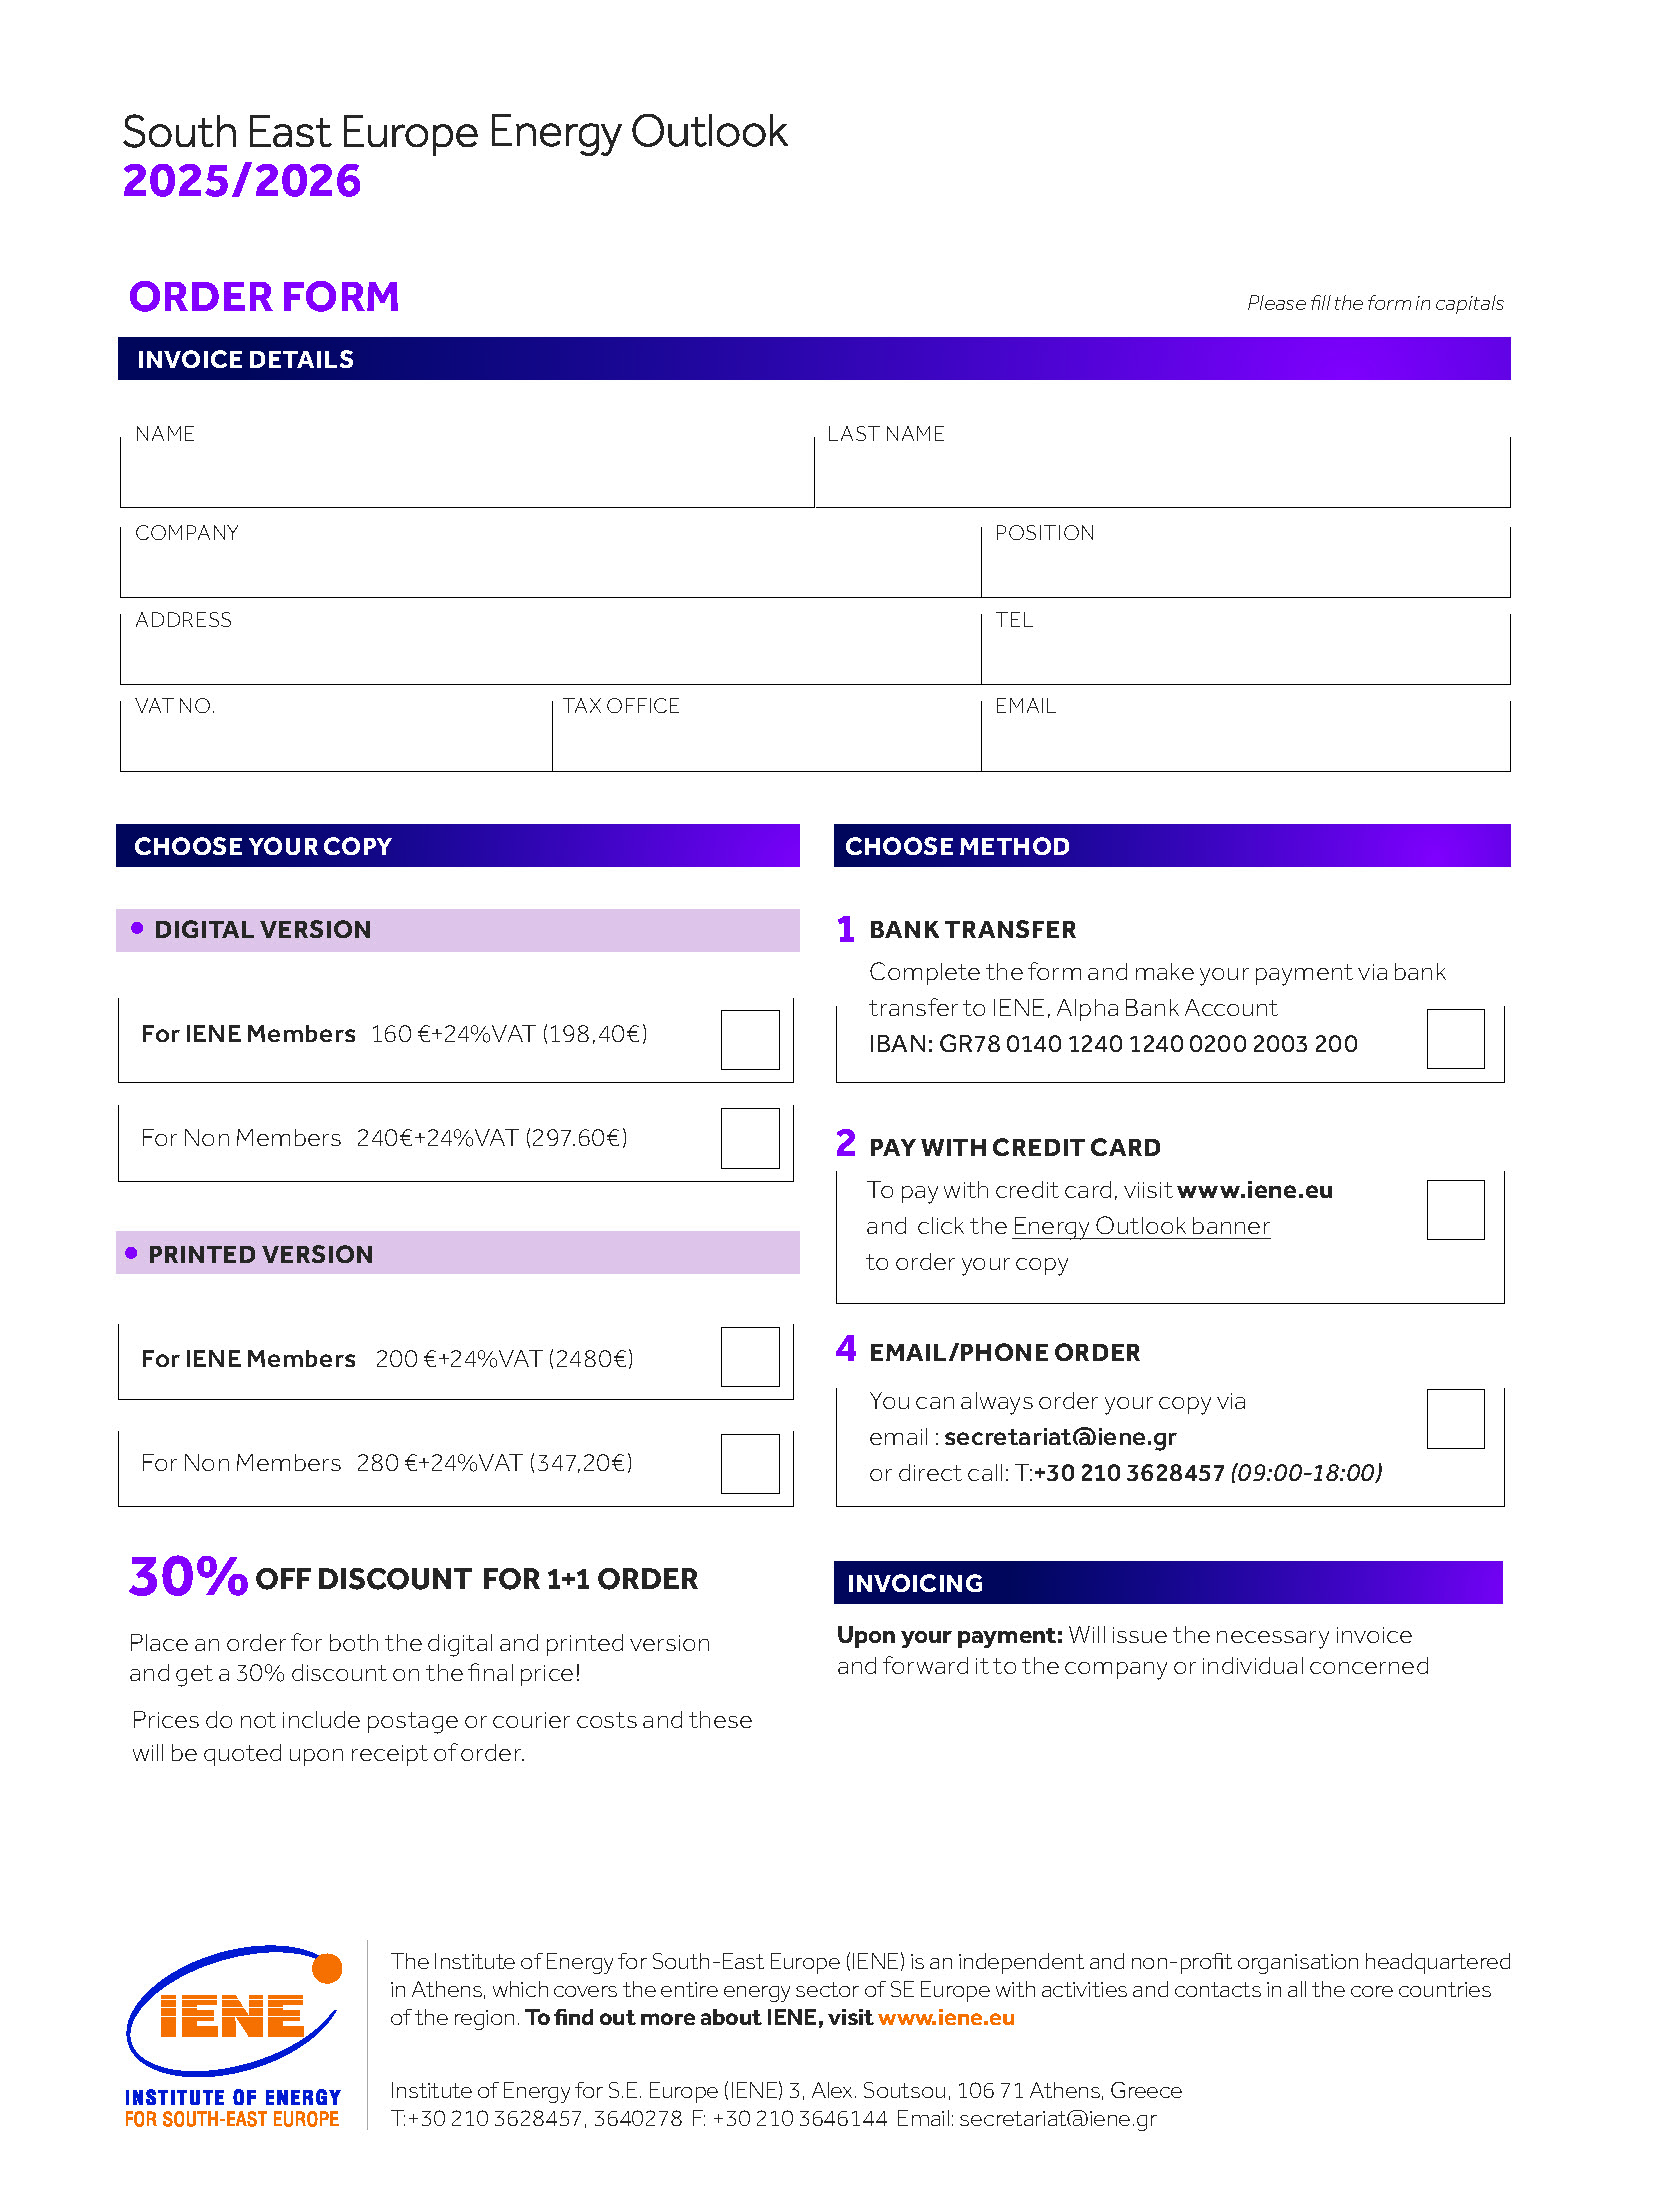 South East Europe Energy Outlook
2025/2026
ORDER FORM
Please fill the form in capitals
INVOICE DETAILS
NAME
LAST NAME
COMPANY
POSITION
ADDRESS
TEL
VAT NO.
TAX OFFICE
EMAIL
CHOOSE YOUR COPY
• DIGITAL VERSION
For IENE Members 160 €+24%VAT (198,40€)
For Non Members 240€+24%VAT (297.60€)
• PRINTED VERSION
For IENE Members 200 €+24%VAT (2480€)
For Non Members 280 €+24%VAT (347,20€)
30% OFF DISCOUNT FOR 1+1 ORDER
Place an order for both the digital and printed version
and get a 30% discount on the final price!
Prices do not include postage or courier costs and these
will be quoted upon receipt of order.
CHOOSE METHOD
1 BANK TRANSFER
Complete the form and make your payment via bank
transfer to IENE, Alpha Bank Account
IBAN: GR78 0140 1240 1240 0200 2003 200
2 PAY WITH CREDIT CARD
To pay with credit card, viisit www.iene.eu
and click the Energy Outlook banner
to order your copy
4 EMAIL/PHONE ORDER
You can always order your copy via
email : secretariat@iene.gr
or direct call: T:+30 210 3628457 (09:00-18:00)
INVOICING
Upon your payment: Will issue the necessary invoice
and forward it to the company or individual concerned
IENE
INSTITUTE OF ENERGY
FOR SOUTH-EAST EUROPE
The Institute of Energy for South-East Europe (IENE) is an independent and non-profit organisation headquartered
in Athens, which covers the entire energy sector of SE Europe with activities and contacts in all the core countries
of the region. To find out more about IENE, visit www.iene.eu
Institute of Energy for S.E. Europe (IENE) 3, Alex. Soutsou, 106 71 Athens, Greece
T:+30 210 3628457, 3640278 F: +30 210 3646144 Email: secretariat@iene.gr